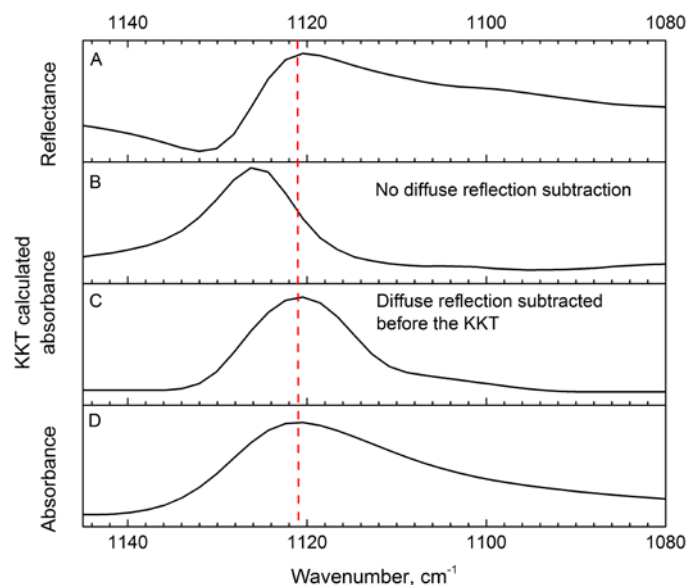 1140 1120 1100 1080
A
Reflectance
B
No diffuse reflection subtraction
KKT calculated
absorbance
C
Diffuse reflection subtracted
before the KKT
D
Absorbance
1140 1120 1100 1080
Wavenumber, cm⁻¹